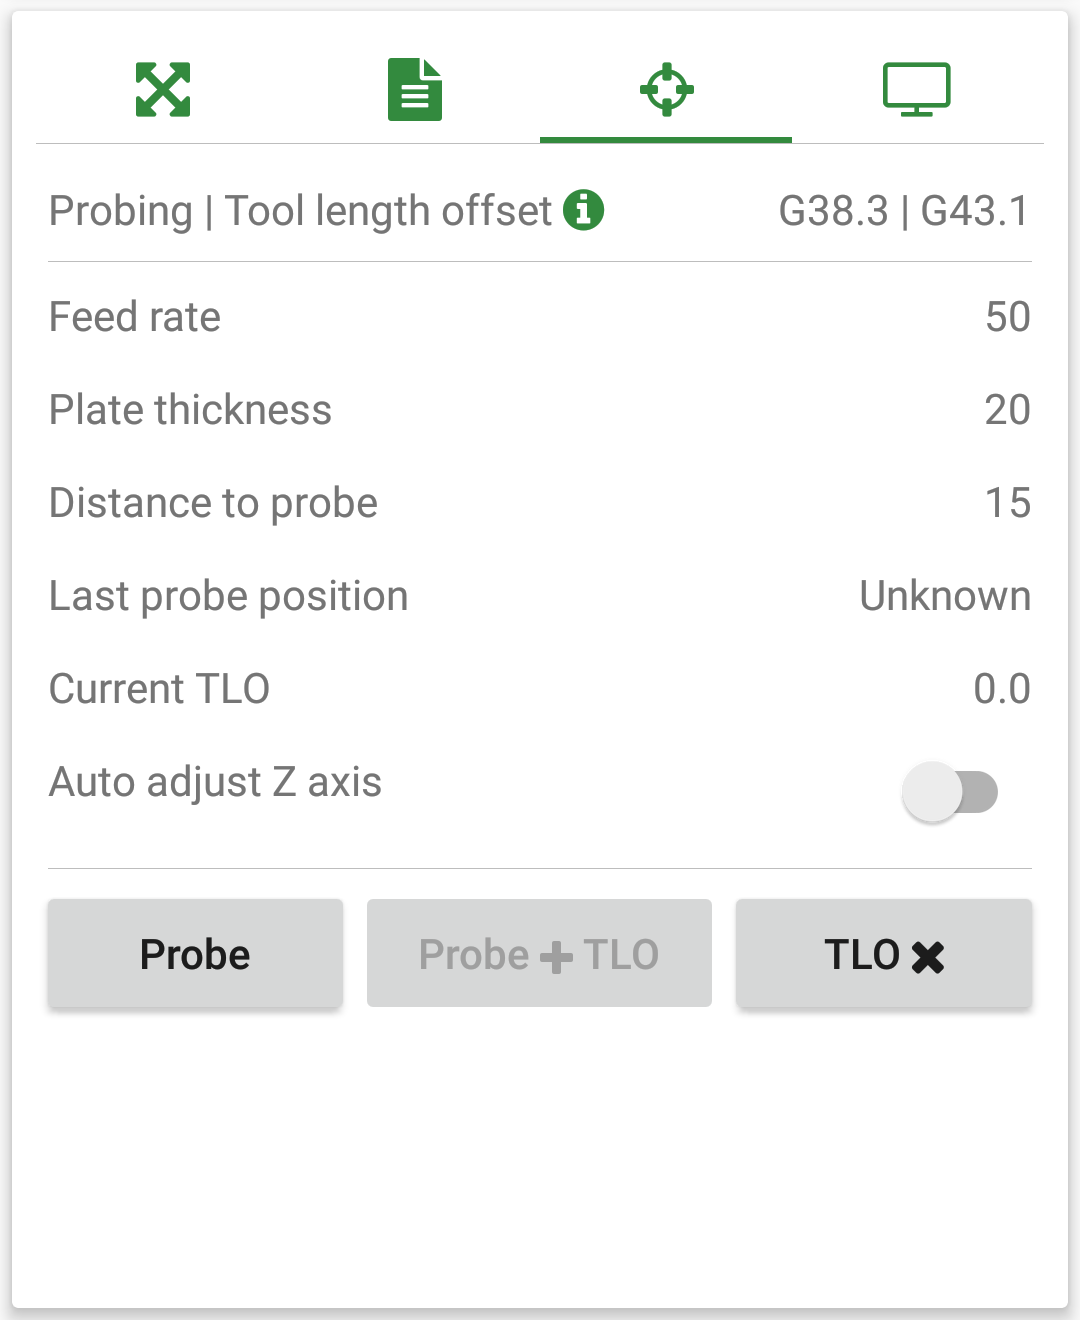 Probing | Tool length offset G38.3 | G43.1
Feed rate 50
Plate thickness 20
Distance to probe 15
Last probe position Unknown
Current TLO 0.0
Auto adjust Z axis
Probe Probe + TLO TLO ✖